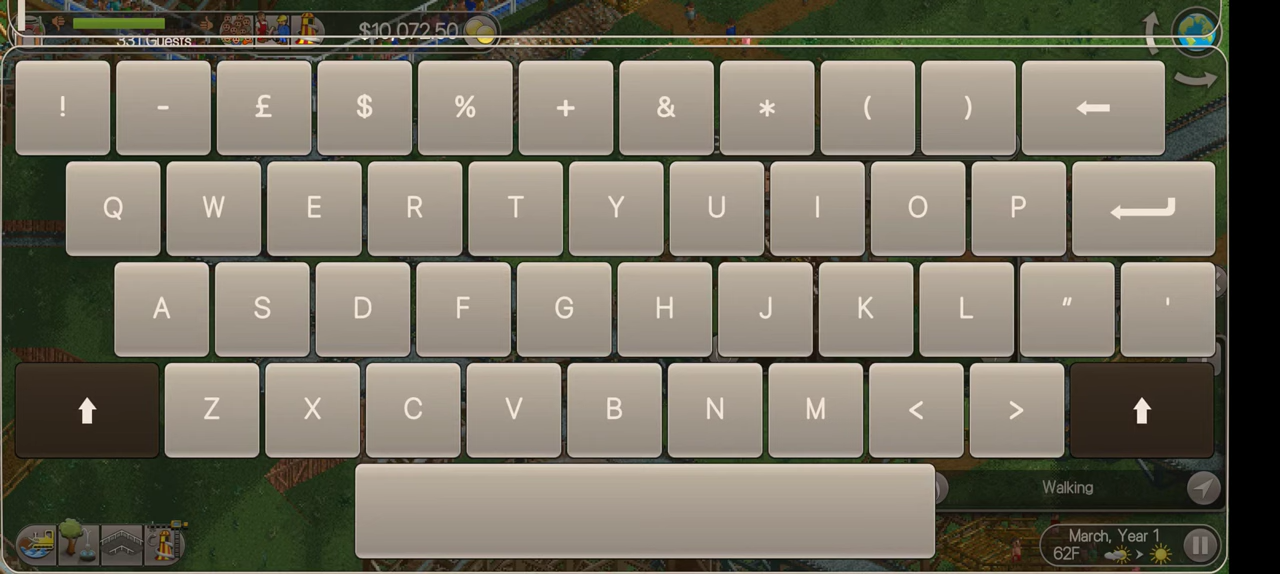 $10,072.50
331 Guests
! - £ $ % + & * ( )
Q W E R T Y U I O P
A S D F G H J K L " '
Z X C V B N M < >
Walking
March, Year 1
62F